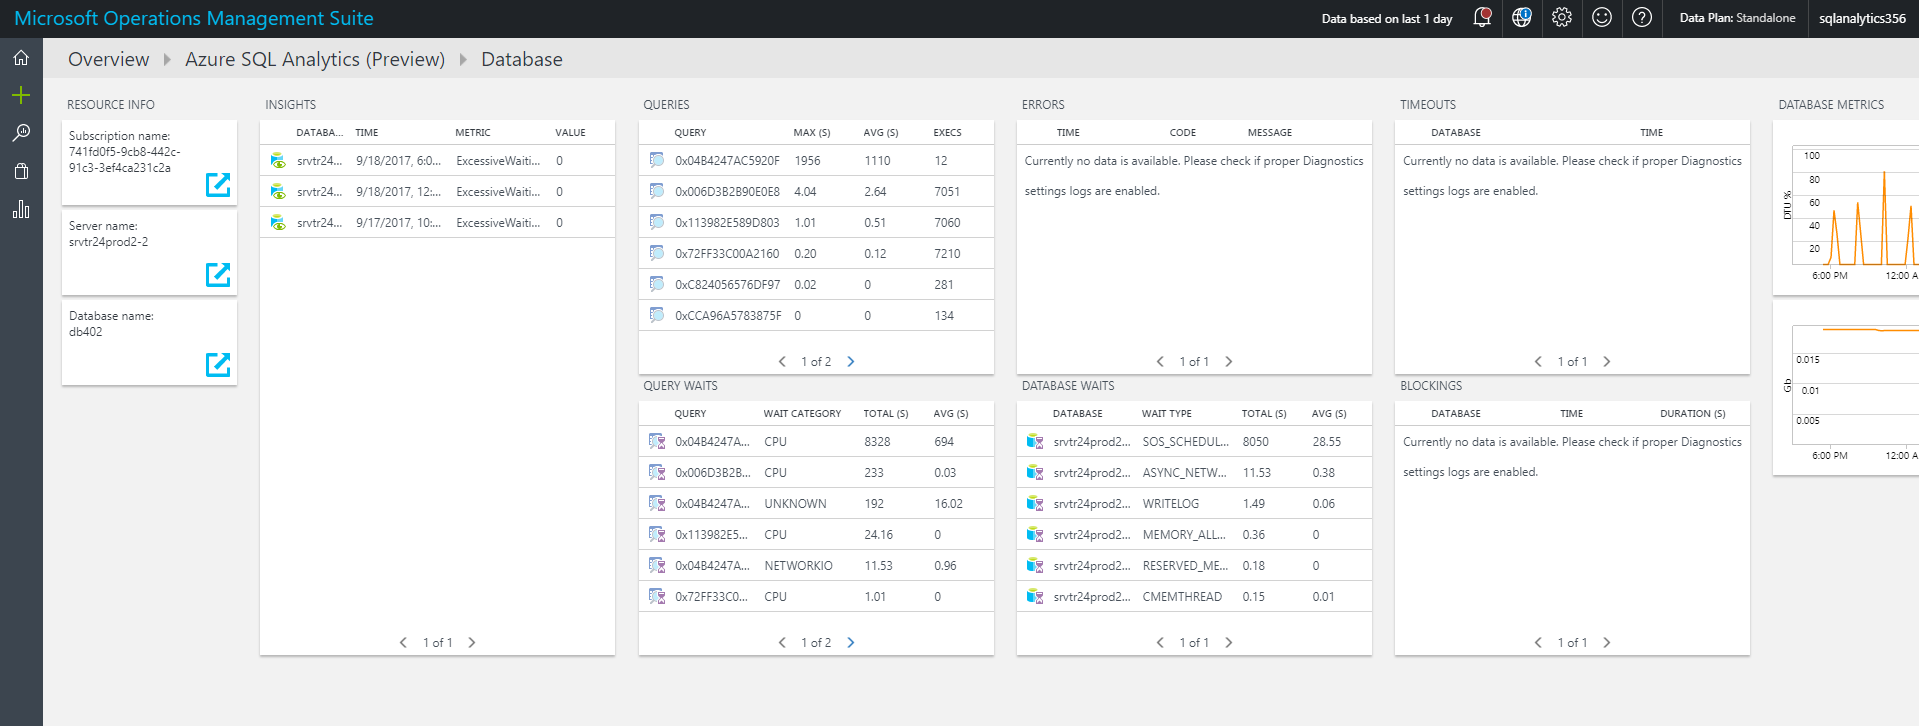 Microsoft Operations Management Suite
Data based on last 1 day
Data Plan: Standalone
sqlanalytics356
Overview
Azure SQL Analytics (Preview)
Database
RESOURCE INFO
Subscription name:
741fd0f5-9cb8-442c-
91c3-3ef4ca231c2a
Server name:
srvtr24prod2-2
Database name:
db402
INSIGHTS
DATABA... TIME METRIC VALUE
srvtr24... 9/18/2017, 6:0... ExcessiveWaiti... 0
srvtr24... 9/18/2017, 12:... ExcessiveWaiti... 0
srvtr24... 9/17/2017, 10:... ExcessiveWaiti... 0
1 of 1
QUERIES
QUERY MAX (S) AVG (S) EXECS
0x04B4247AC5920F 1956 1110 12
0x006D3B2B90E0E8 4.04 2.64 7051
0x113982E589D803 1.01 0.51 7060
0x72FF33C00A2160 0.20 0.12 7210
0xC824056576DF97 0.02 0 281
0xCCA96A5783875F 0 0 134
1 of 2
QUERY WAITS
QUERY WAIT CATEGORY TOTAL (S) AVG (S)
0x04B4247A... CPU 8328 694
0x006D3B2B... CPU 233 0.03
0x04B4247A... UNKNOWN 192 16.02
0x113982E5... CPU 24.16 0
0x04B4247A... NETWORKIO 11.53 0.96
0x72FF33C0... CPU 1.01 0
1 of 2
ERRORS
TIME CODE MESSAGE
Currently no data is available. Please check if proper Diagnostics
settings logs are enabled.
1 of 1
DATABASE WAITS
DATABASE WAIT TYPE TOTAL (S) AVG (S)
srvtr24prod2... SOS_SCHEDUL... 8050 28.55
srvtr24prod2... ASYNC_NETW... 11.53 0.38
srvtr24prod2... WRITELOG 1.49 0.06
srvtr24prod2... MEMORY_ALL... 0.36 0
srvtr24prod2... RESERVED_ME... 0.18 0
srvtr24prod2... CMEMTHREAD 0.15 0.01
1 of 1
TIMEOUTS
DATABASE TIME
Currently no data is available. Please check if proper Diagnostics
settings logs are enabled.
1 of 1
BLOCKINGS
DATABASE TIME DURATION (S)
Currently no data is available. Please check if proper Diagnostics
settings logs are enabled.
1 of 1
DATABASE METRICS
DTU %
100
80
60
40
20
6:00 PM 12:00 A
Gb
0.015
0.01
0.005
6:00 PM 12:00 A